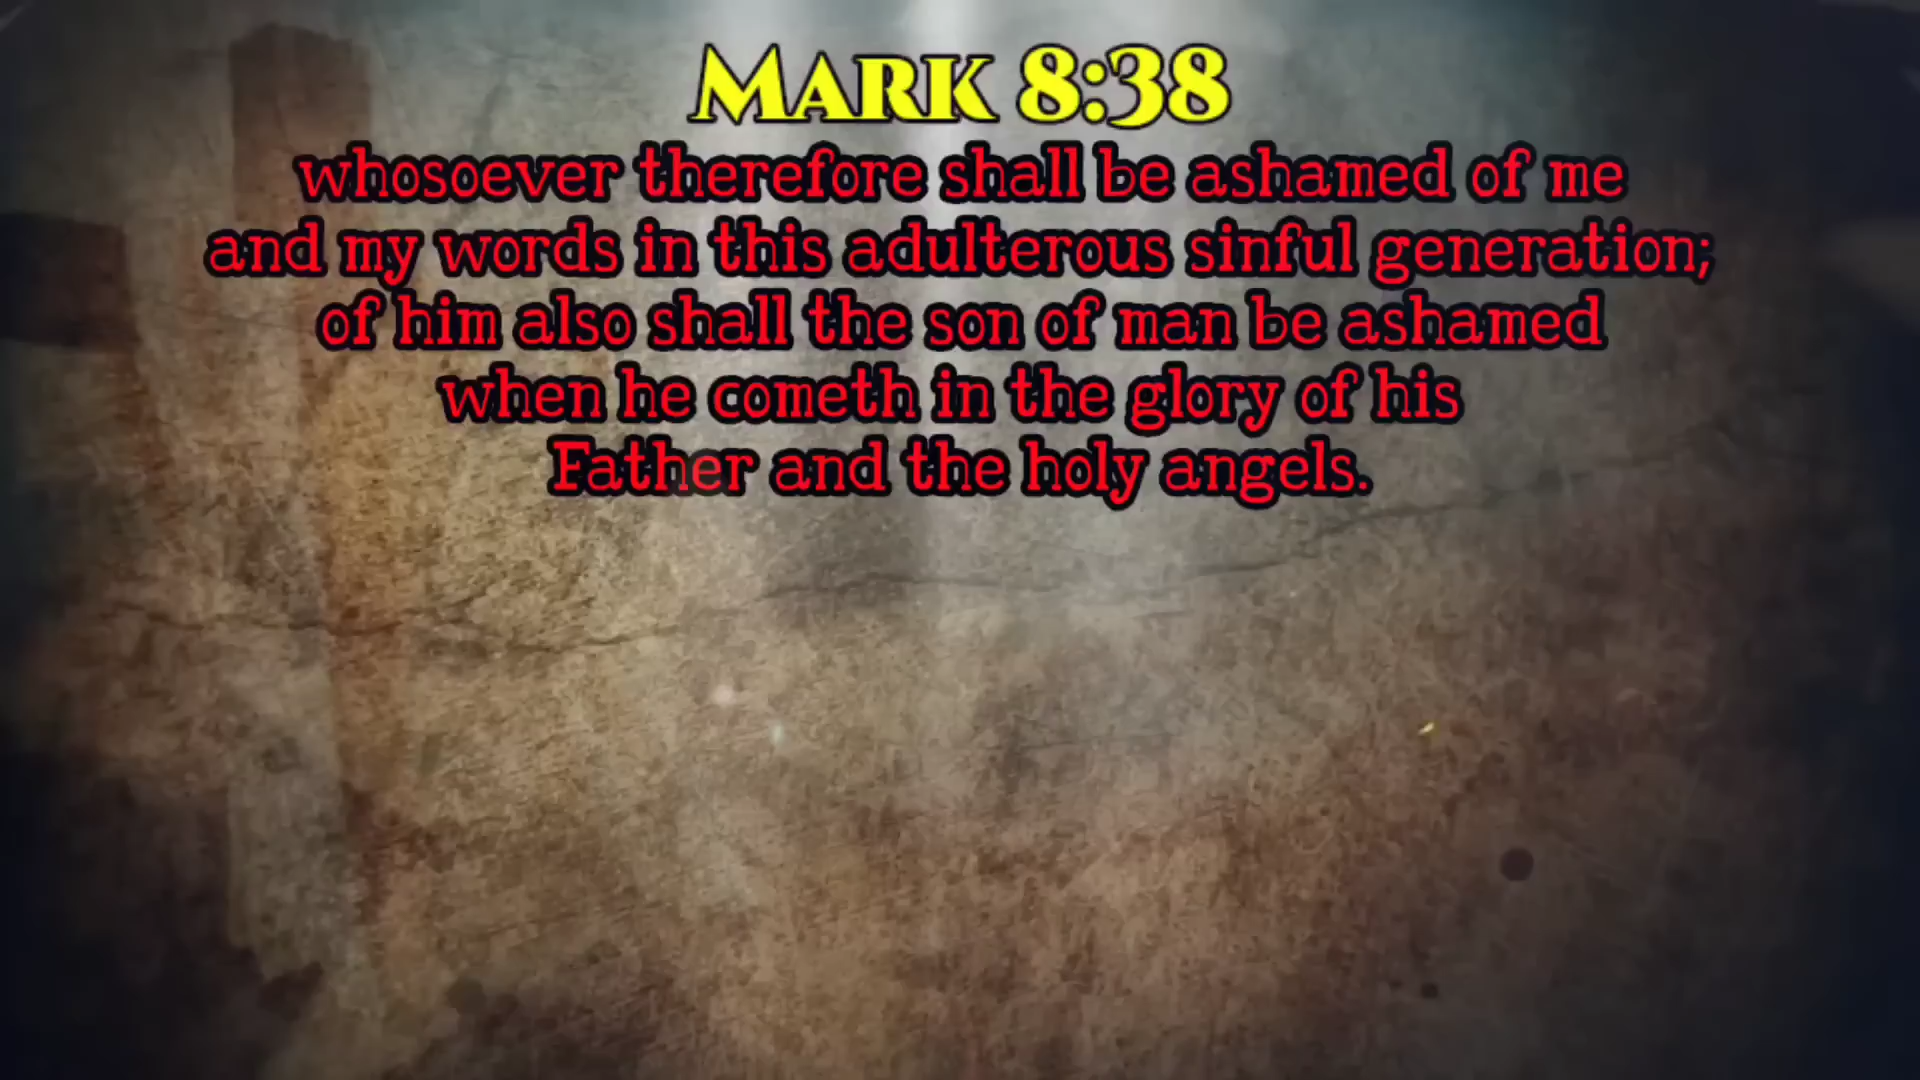 Mark 8:38
whosoever therefore shall be ashamed of me
and my words in this adulterous sinful generation;
of him also shall the son of man be ashamed
when he cometh in the glory of his
Father and the holy angels.